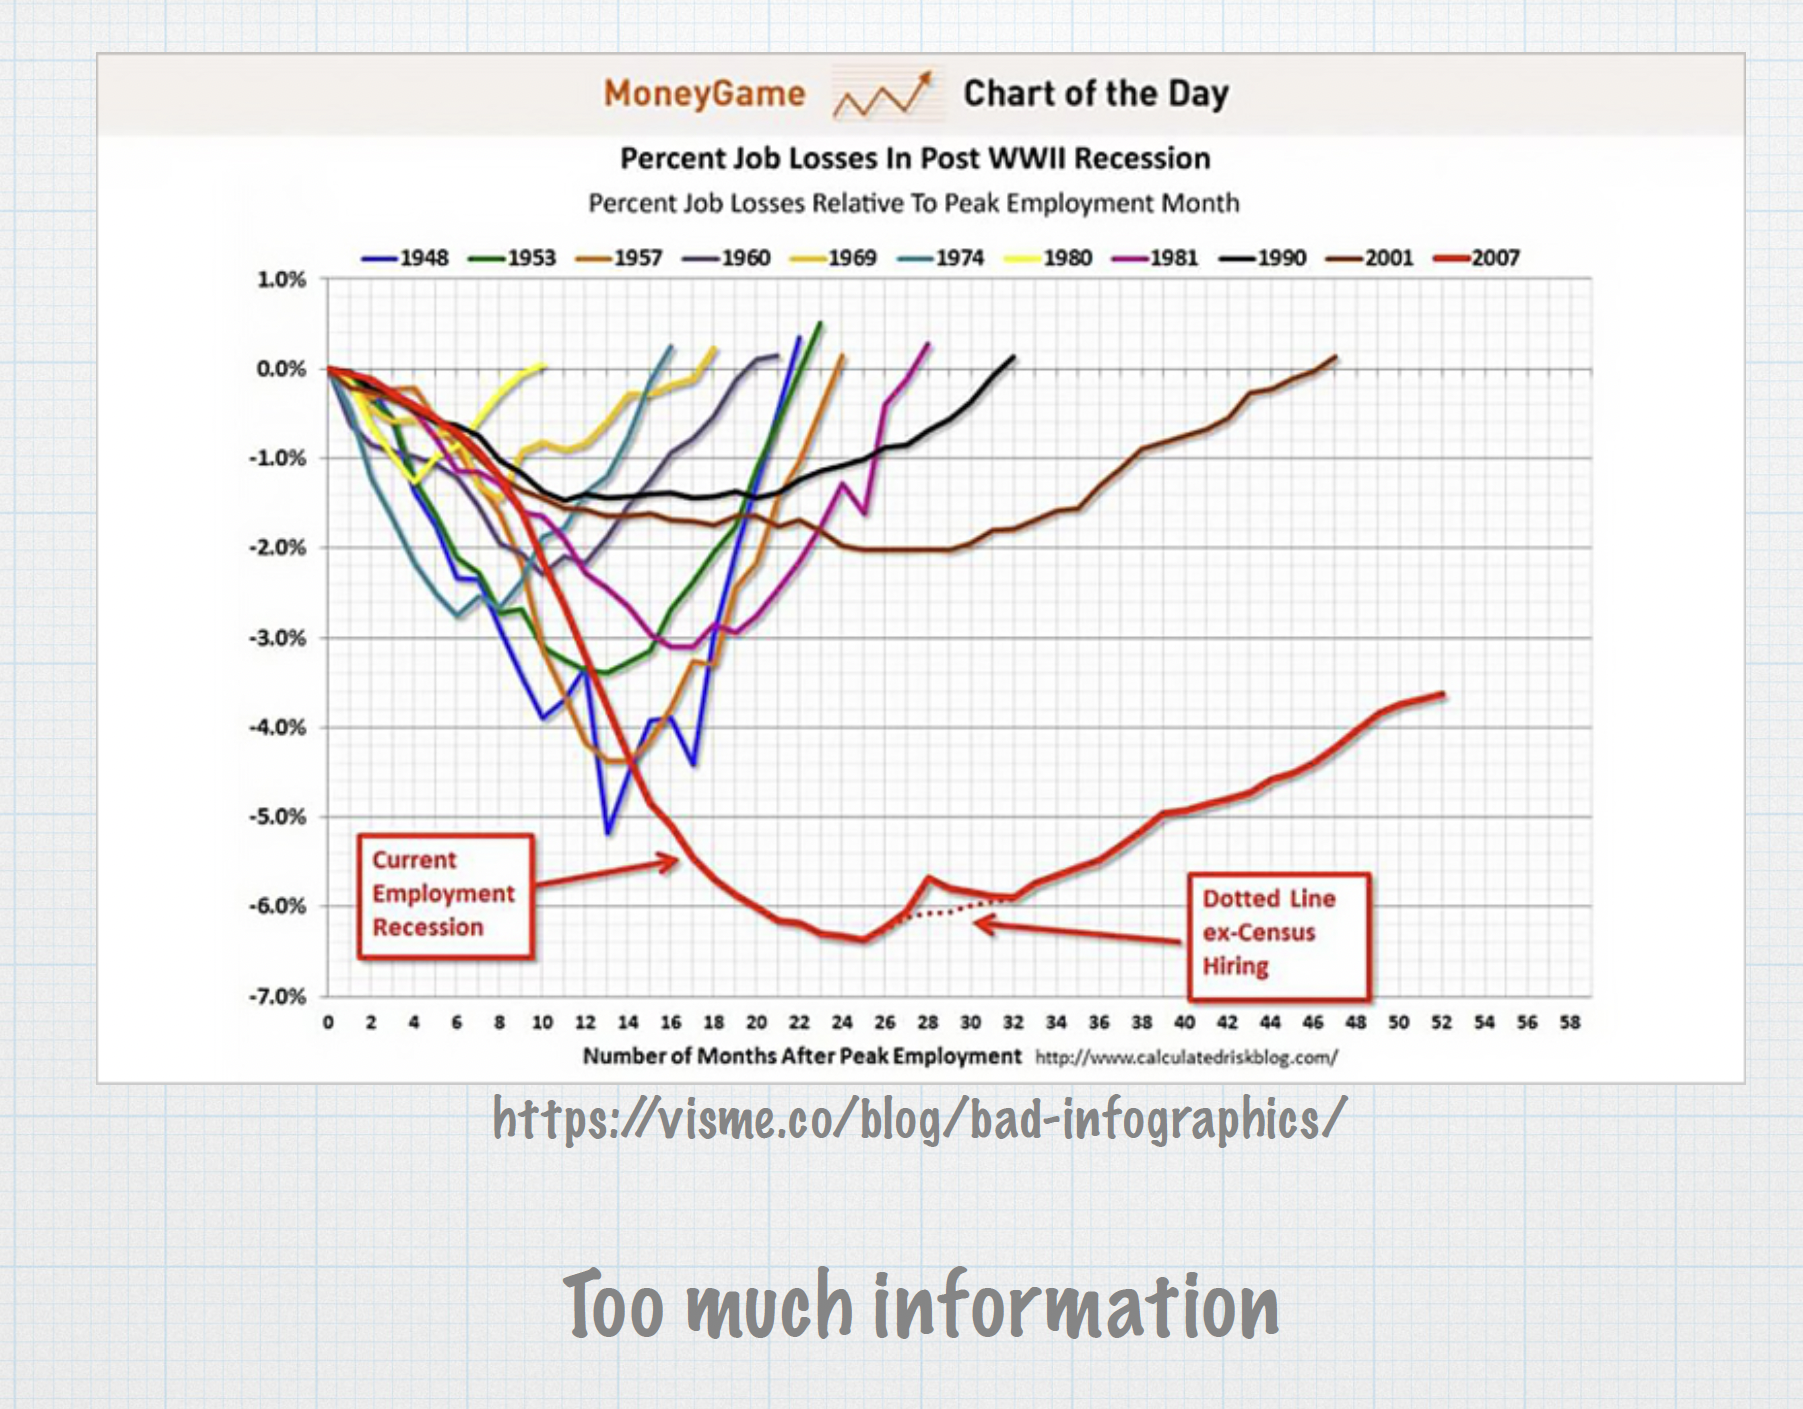 MoneyGame Chart of the Day
Percent Job Losses In Post WWII Recession
Percent Job Losses Relative To Peak Employment Month
1948 1953 1957 1960 1969 1974 1980 1981 1990 2001 2007
1.0%
0.0%
-1.0%
-2.0%
-3.0%
-4.0%
-5.0%
-6.0%
-7.0%
Current
Employment
Recession
Dotted Line
ex-Census
Hiring
0 2 4 6 8 10 12 14 16 18 20 22 24 26 28 30 32 34 36 38 40 42 44 46 48 50 52 54 56 58
Number of Months After Peak Employment http://www.calculatedriskblog.com/
https://visme.co/blog/bad-infographics/
Too much information